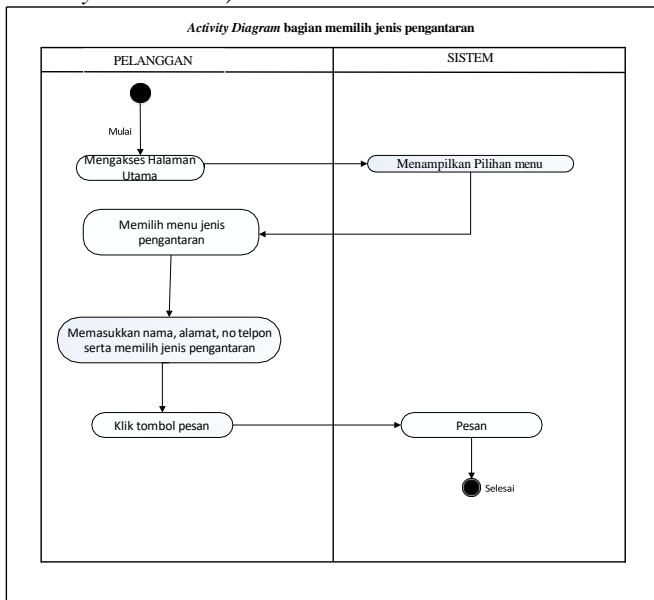 Activity Diagram bagian memilih jenis pengantaran
PELANGGAN
SISTEM
Mulai
Mengakses Halaman
Utama
Menampilkan Pilihan menu
Memilih menu jenis
pengantaran
Memasukkan nama, alamat, no telpon
serta memilih jenis pengantaran
Klik tombol pesan
Pesan
Selesai